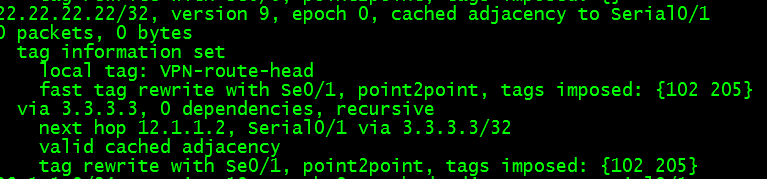 22.22.22.22/32, version 9, epoch 0, cached adjacency to Serial0/1
0 packets, 0 bytes
tag information set
local tag: VPN-route-head
fast tag rewrite with Se0/1, point2point, tags imposed: {102 205}
via 3.3.3.3, 0 dependencies, recursive
next hop 12.1.1.2, Serial0/1 via 3.3.3.3/32
valid cached adjacency
tag rewrite with Se0/1, point2point, tags imposed: {102 205}